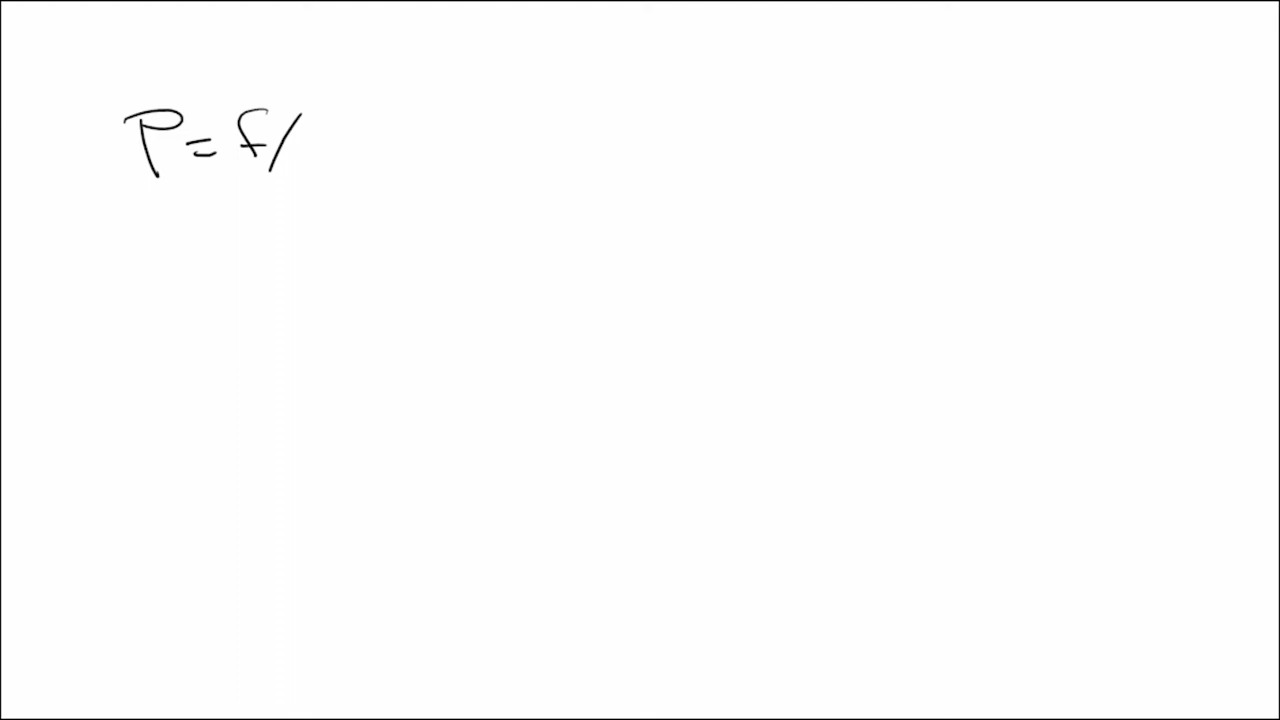 P = f/